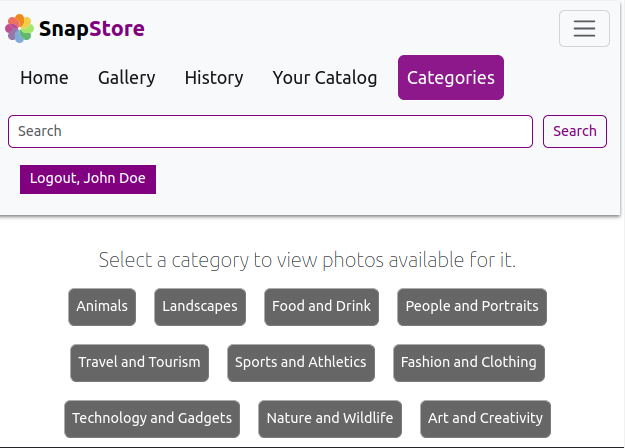 SnapStore
Home Gallery History Your Catalog Categories
Search Search
Logout, John Doe
Select a category to view photos available for it.
Animals Landscapes Food and Drink People and Portraits
Travel and Tourism Sports and Athletics Fashion and Clothing
Technology and Gadgets Nature and Wildlife Art and Creativity